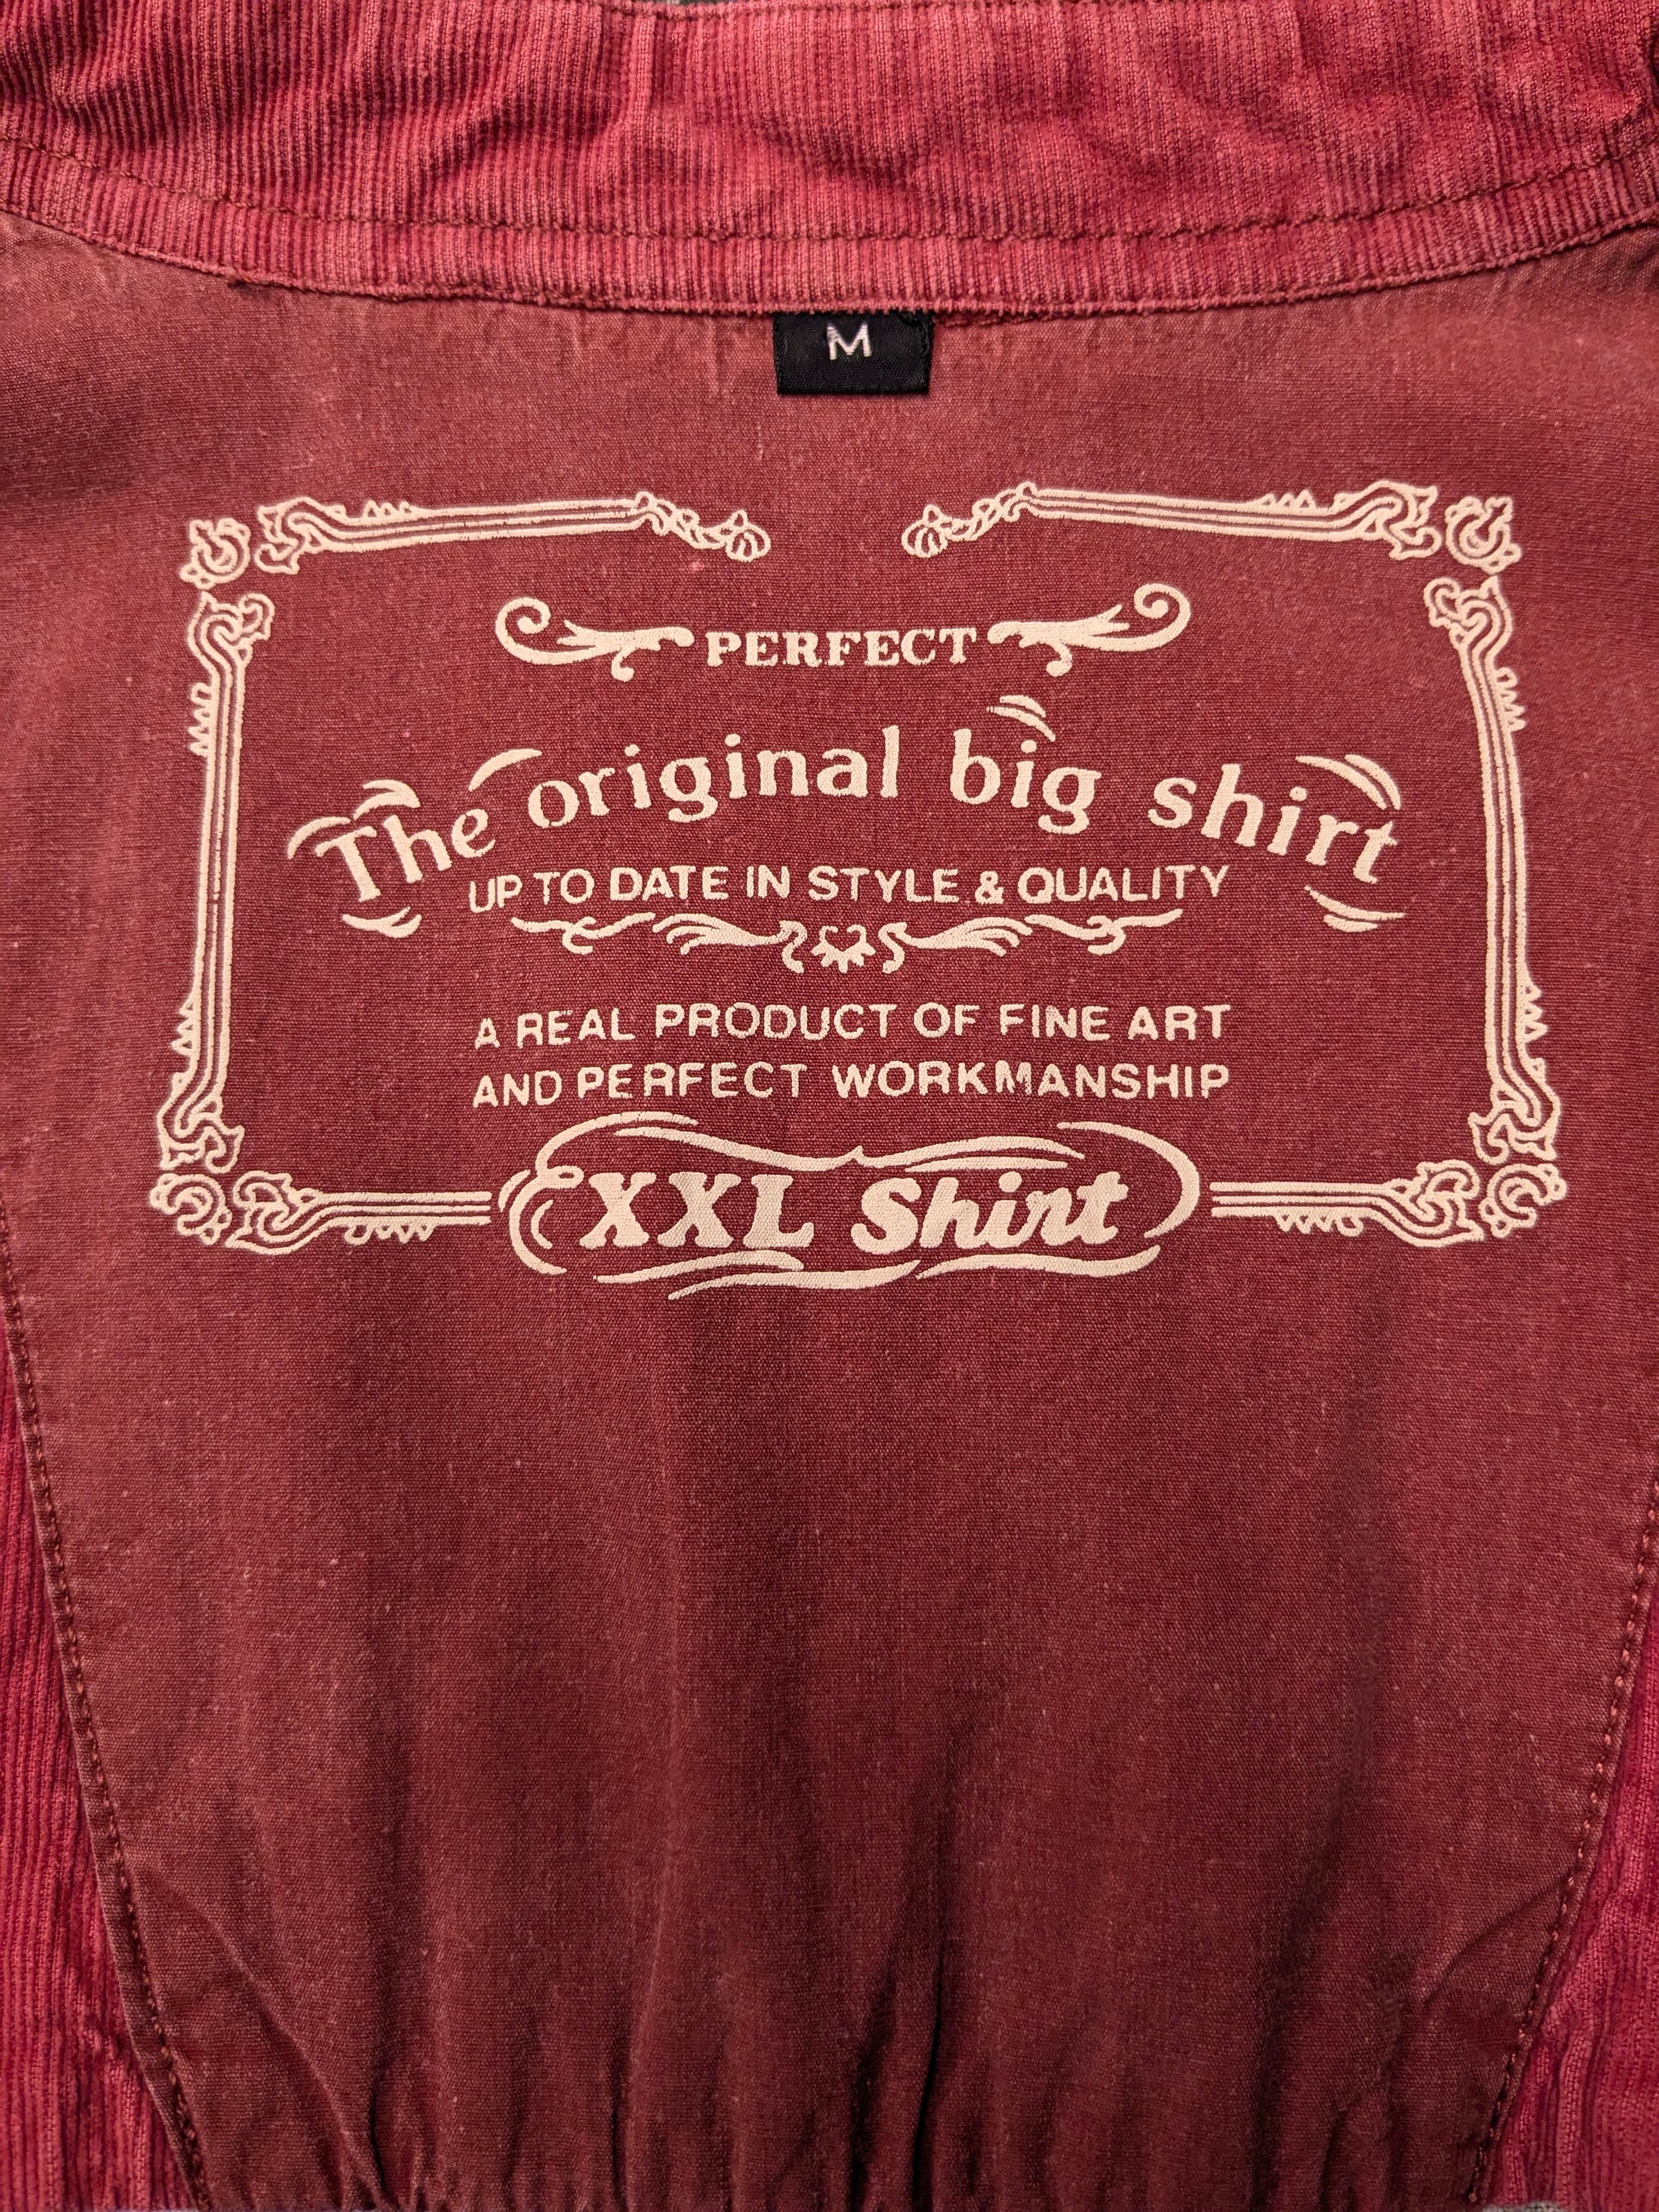 M
PERFECT
The original big shirt
UP TO DATE IN STYLE & QUALITY
A REAL PRODUCT OF FINE ART
AND PERFECT WORKMANSHIP
XXL Shirt